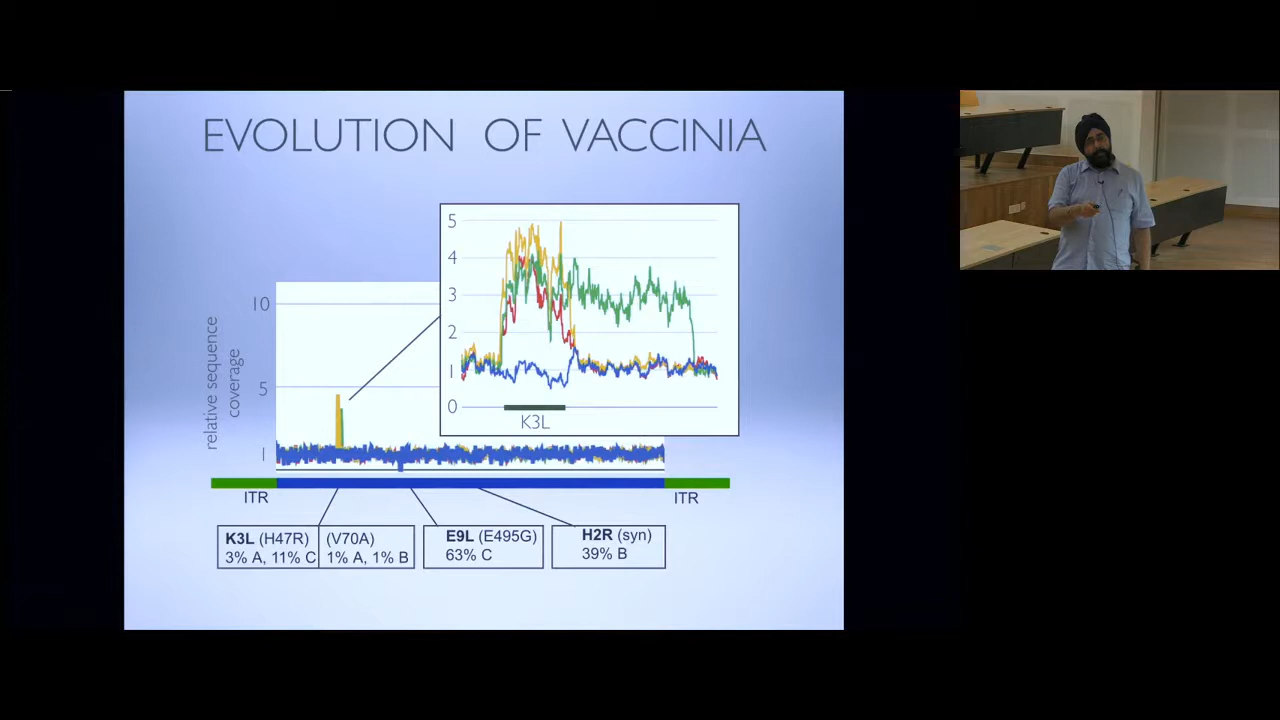 EVOLUTION OF VACCINIA
relative sequence
coverage
10
5
1
5
4
3
2
1
0
K3L
ITR
ITR
K3L (H47R)
3% A, 11% C
(V70A)
1% A, 1% B
E9L (E495G)
63% C
H2R (syn)
39% B